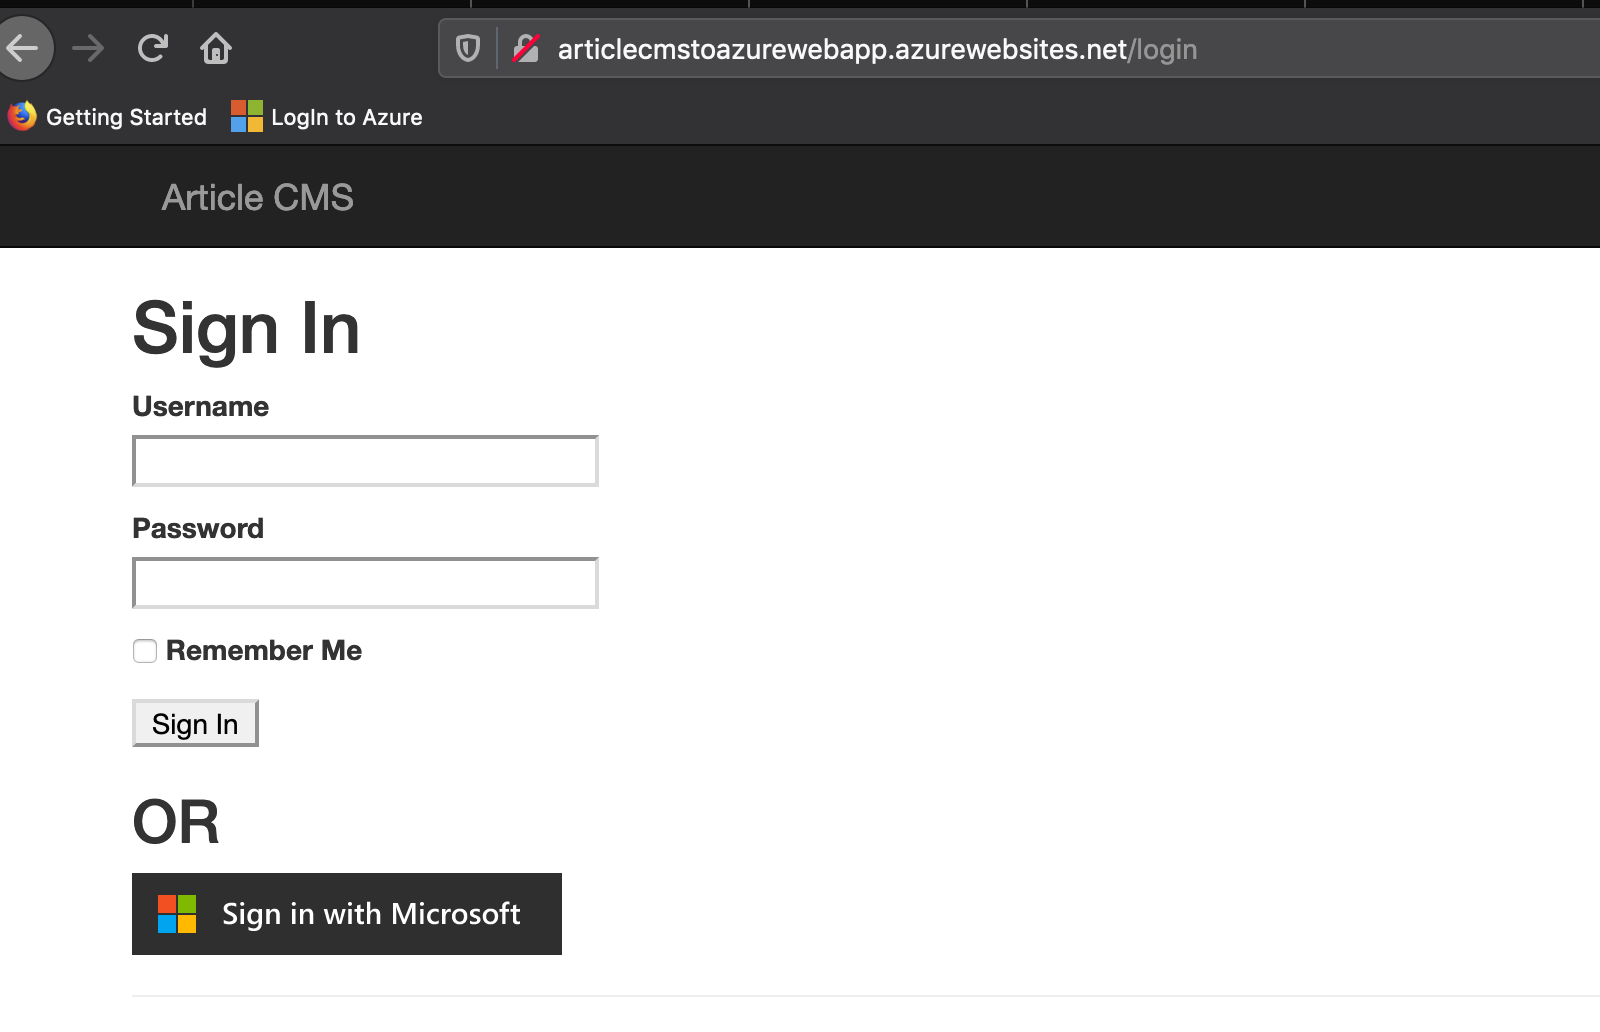 articlecmstoazurewebapp.azurewebsites.net/login
Getting Started LogIn to Azure
Article CMS
Sign In
Username
Password
Remember Me
Sign In
OR
Sign in with Microsoft